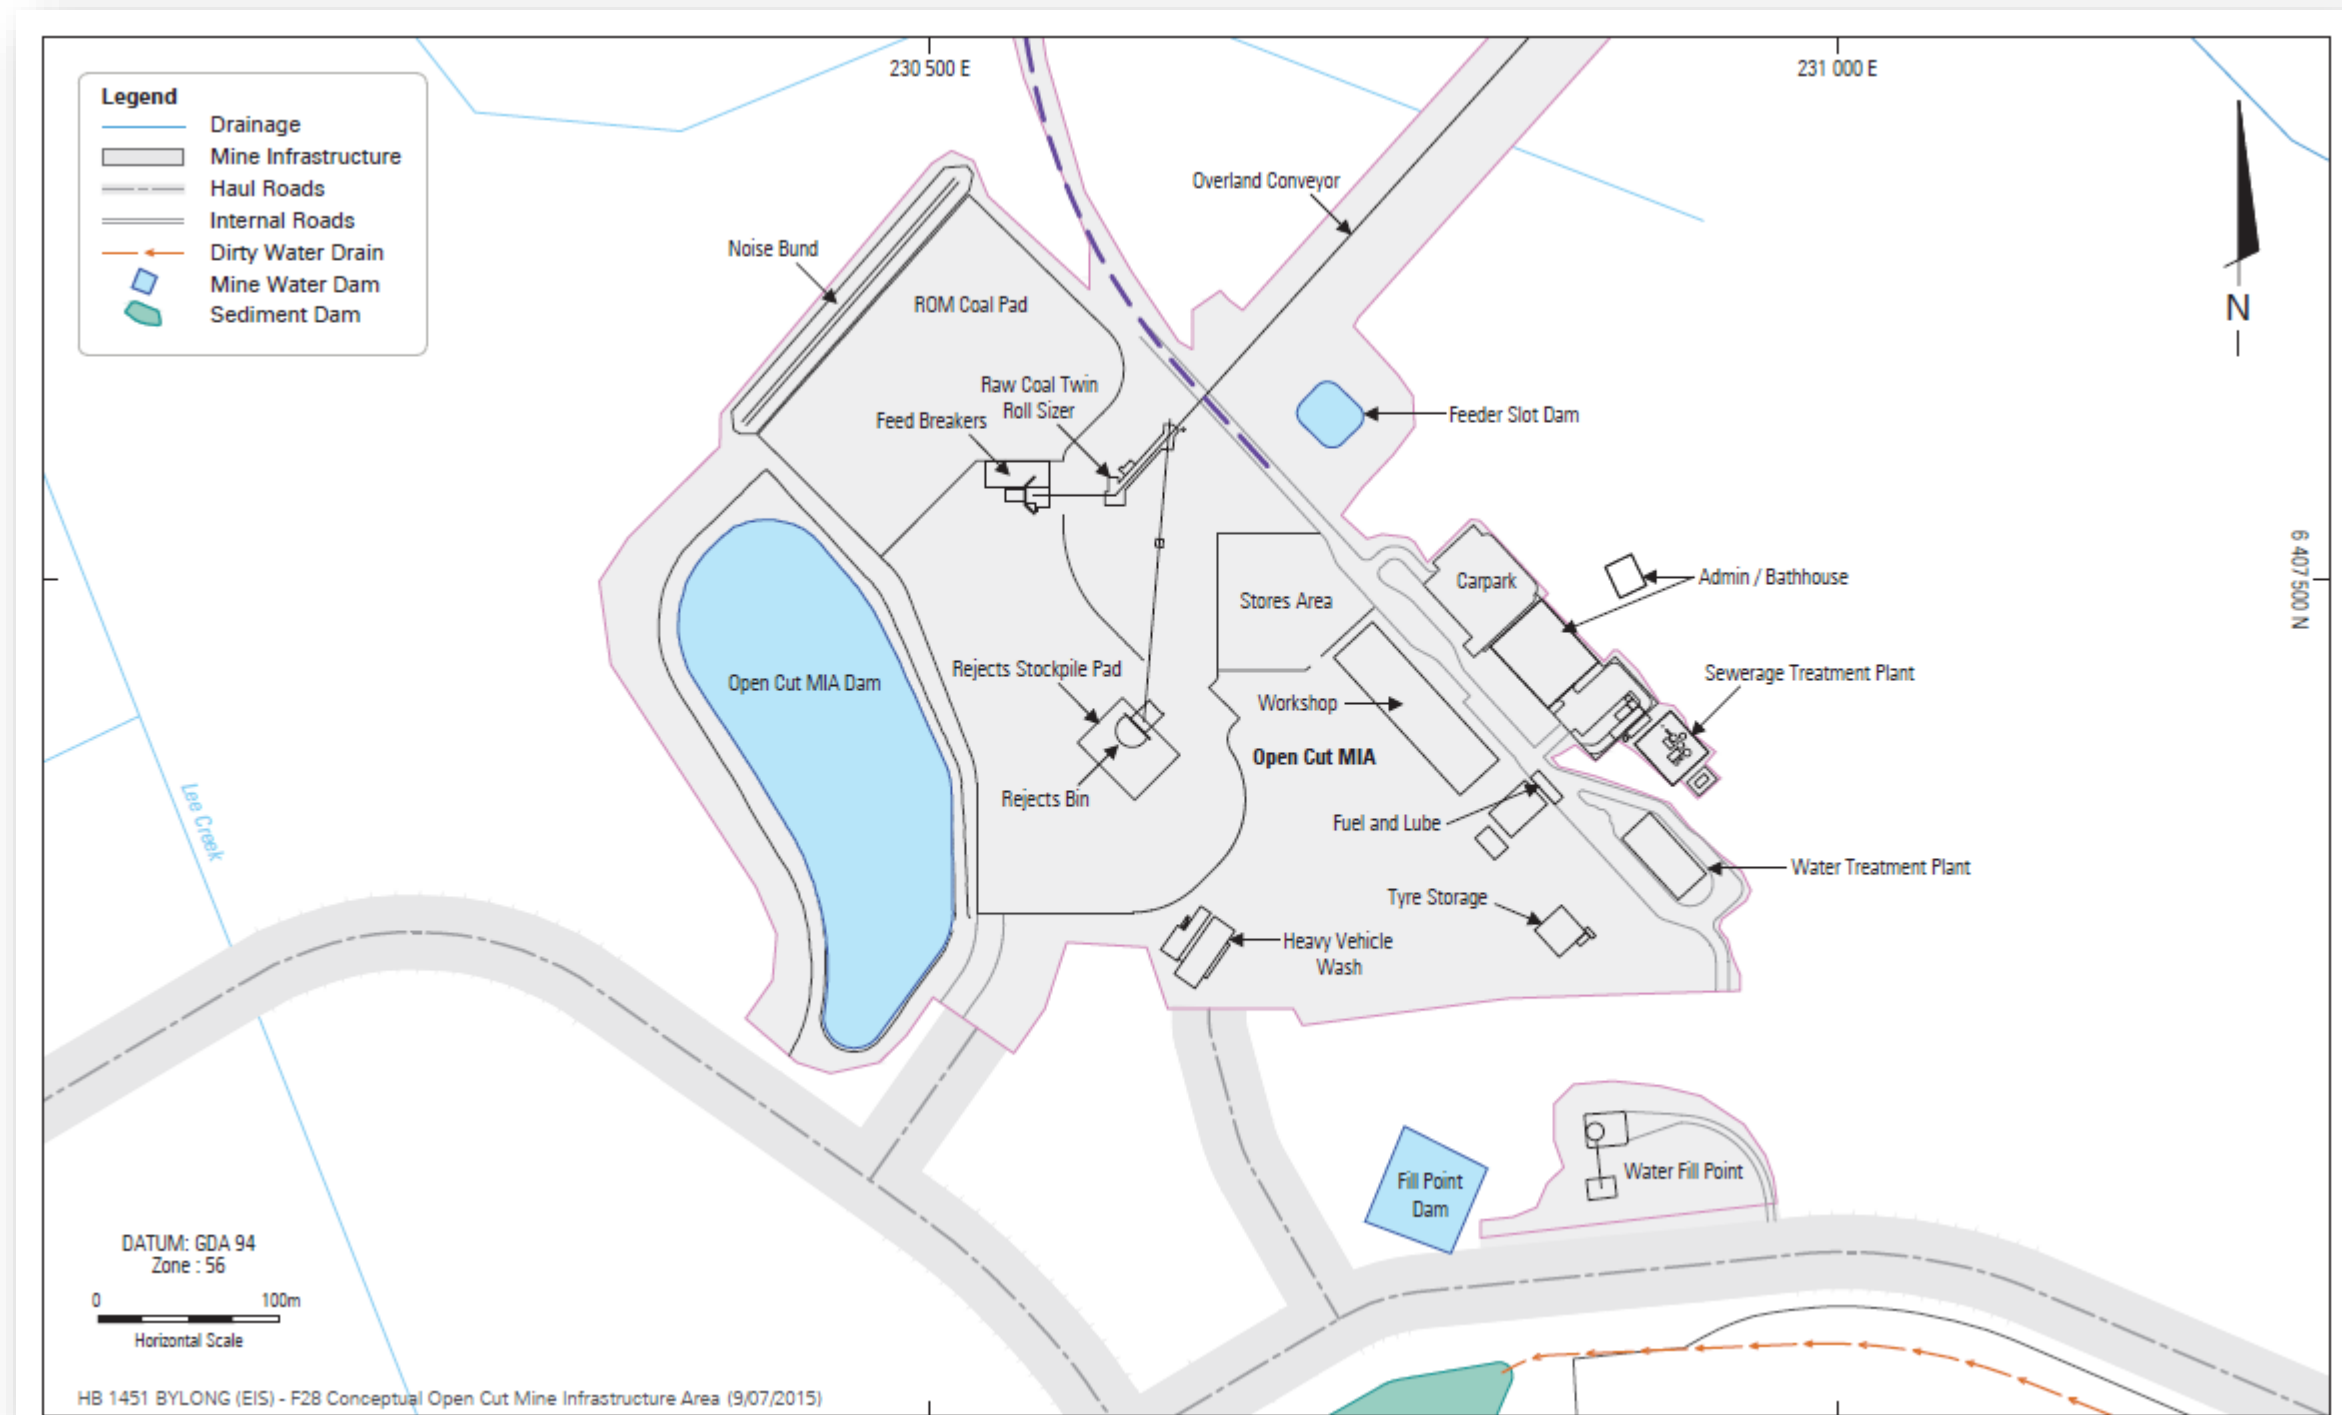 230 500 E
231 000 E
Legend
Drainage
Mine Infrastructure
Haul Roads
Internal Roads
Dirty Water Drain
Mine Water Dam
Sediment Dam
Overland Conveyor
Noise Bund
ROM Coal Pad
N
Raw Coal Twin
Roll Sizer
Feed Breakers
Feeder Slot Dam
6 407 500 N
Carpark
Admin / Bathhouse
Stores Area
Rejects Stockpile Pad
Sewerage Treatment Plant
Open Cut MIA Dam
Workshop
Open Cut MIA
Rejects Bin
Fuel and Lube
Lee Creek
Water Treatment Plant
Tyre Storage
Heavy Vehicle
Wash
Water Fill Point
Fill Point
Dam
DATUM: GDA 94
Zone : 56
0 100m
Horizontal Scale
HB 1451 BYLONG (EIS) - F28 Conceptual Open Cut Mine Infrastructure Area (9/07/2015)